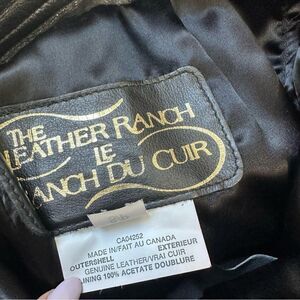 THE
LEATHER RANCH
LE
RANCH DU CUIR
CA04252
MADE IN/FAIT AU CANADA
OUTERSHELL EXTERIEUR
GENUINE LEATHER/VRAI CUIR
LINING 100% ACETATE DOUBLURE